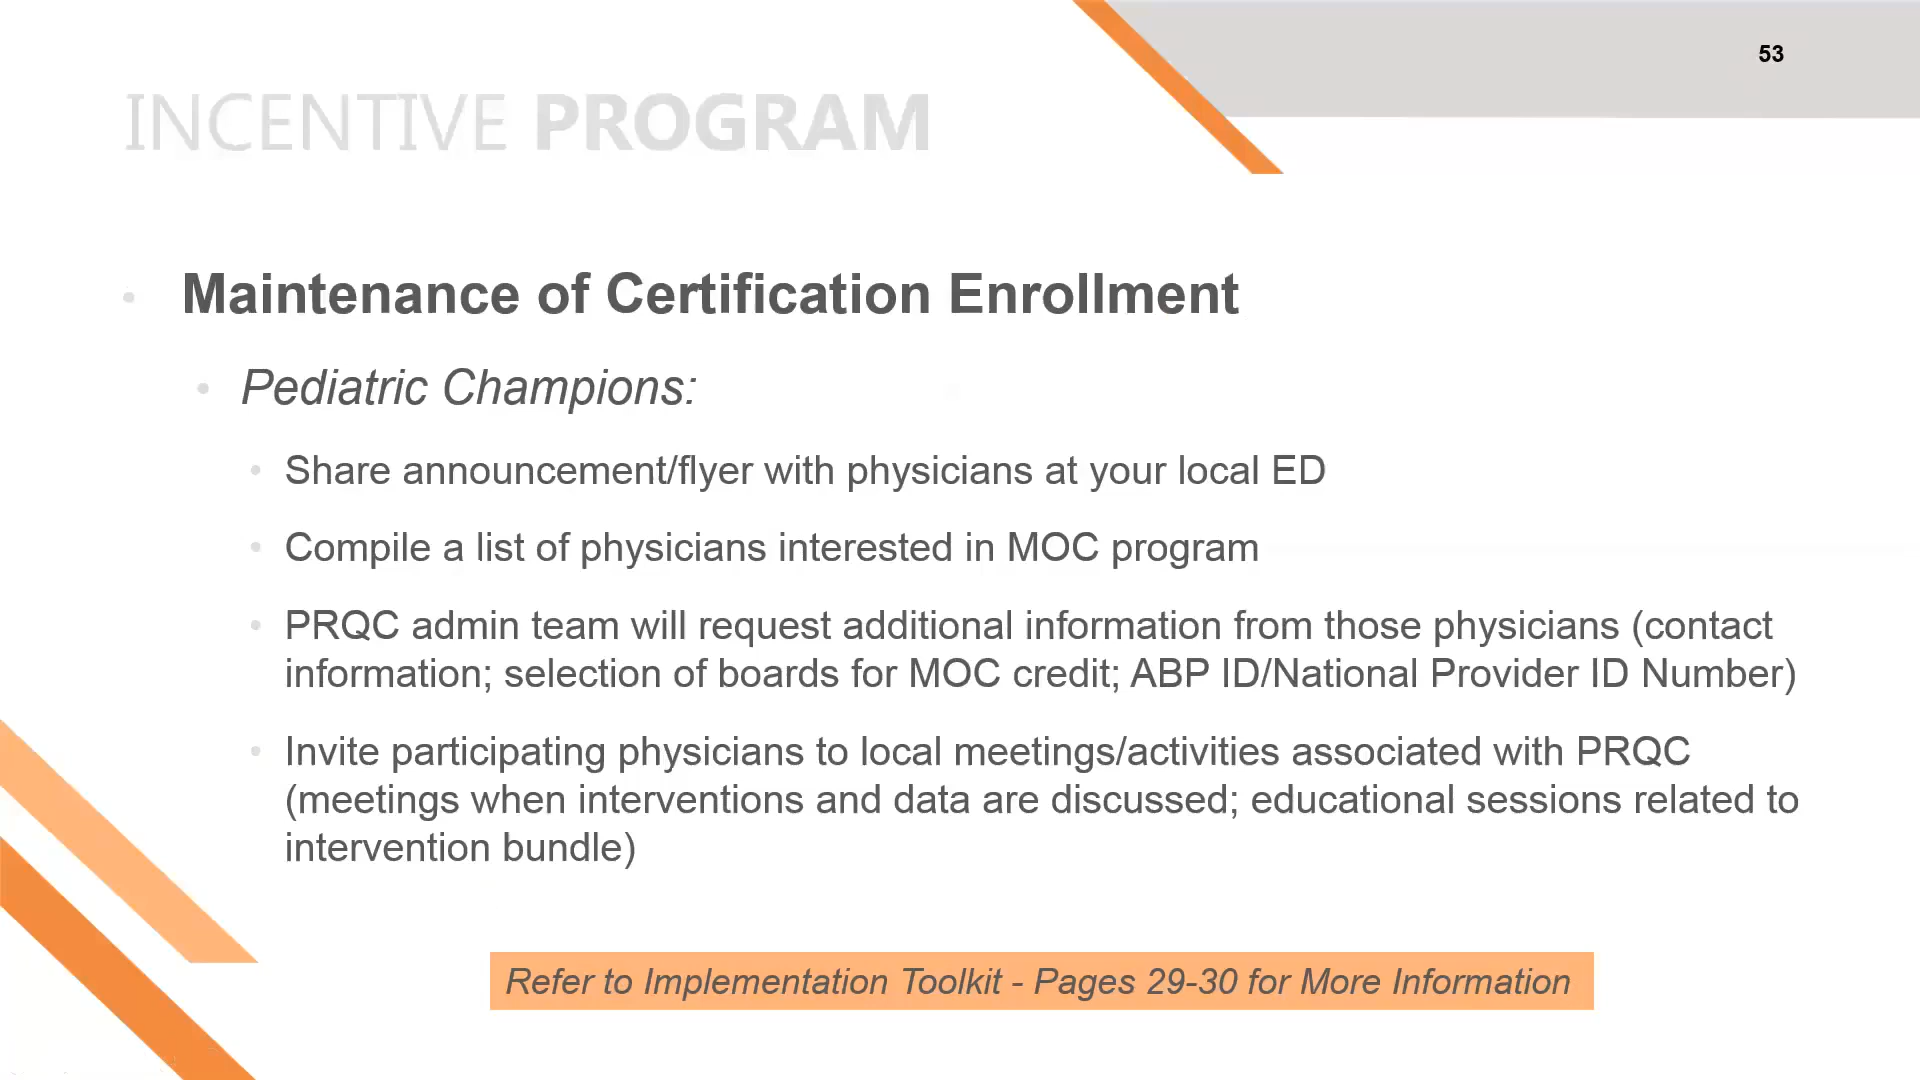 53
INCENTIVE PROGRAM
Maintenance of Certification Enrollment
Pediatric Champions:
Share announcement/flyer with physicians at your local ED
Compile a list of physicians interested in MOC program
PRQC admin team will request additional information from those physicians (contact
information; selection of boards for MOC credit; ABP ID/National Provider ID Number)
Invite participating physicians to local meetings/activities associated with PRQC
(meetings when interventions and data are discussed; educational sessions related to
intervention bundle)
Refer to Implementation Toolkit - Pages 29-30 for More Information